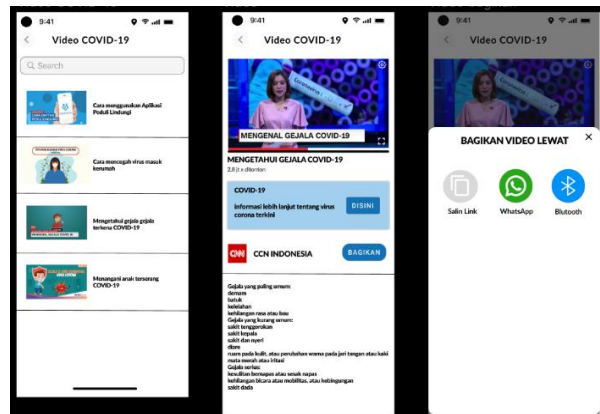 9:41
Video COVID-19
Search
Cara menggunakan Aplikasi
Peduli Lindungi
Cara mencegah virus masuk
kerumah
Mengetahui gejala gejala
terkena COVID-19
Menangani anak terserang
COVID-19
9:41
Video COVID-19
Coronavirus
MENGENAL GEJALA COVID-19
MENGETAHUI GEJALA COVID-19
2,8 jt x ditonton
COVID-19
informasi lebih lanjut tentang virus
corona terkini
DISINI
CNN
CCN INDONESIA
BAGIKAN
Gejala yang paling umum:
demam
batuk
kelelahan
kehilangan rasa atau bau
Gejala yang kurang umum:
sakit tenggorokan
sakit kepala
sakit dan nyeri
diare
ruam pada kulit, atau perubahan warna pada jari tangan atau kaki
mata merah atau iritasi
Gejala serius:
kesulitan bernapas atau sesak napas
kehilangan bicara atau mobilitas, atau kebingungan
sakit dada
9:41
Video COVID-19
BAGIKAN VIDEO LEWAT
Salin Link
WhatsApp
Blutooth